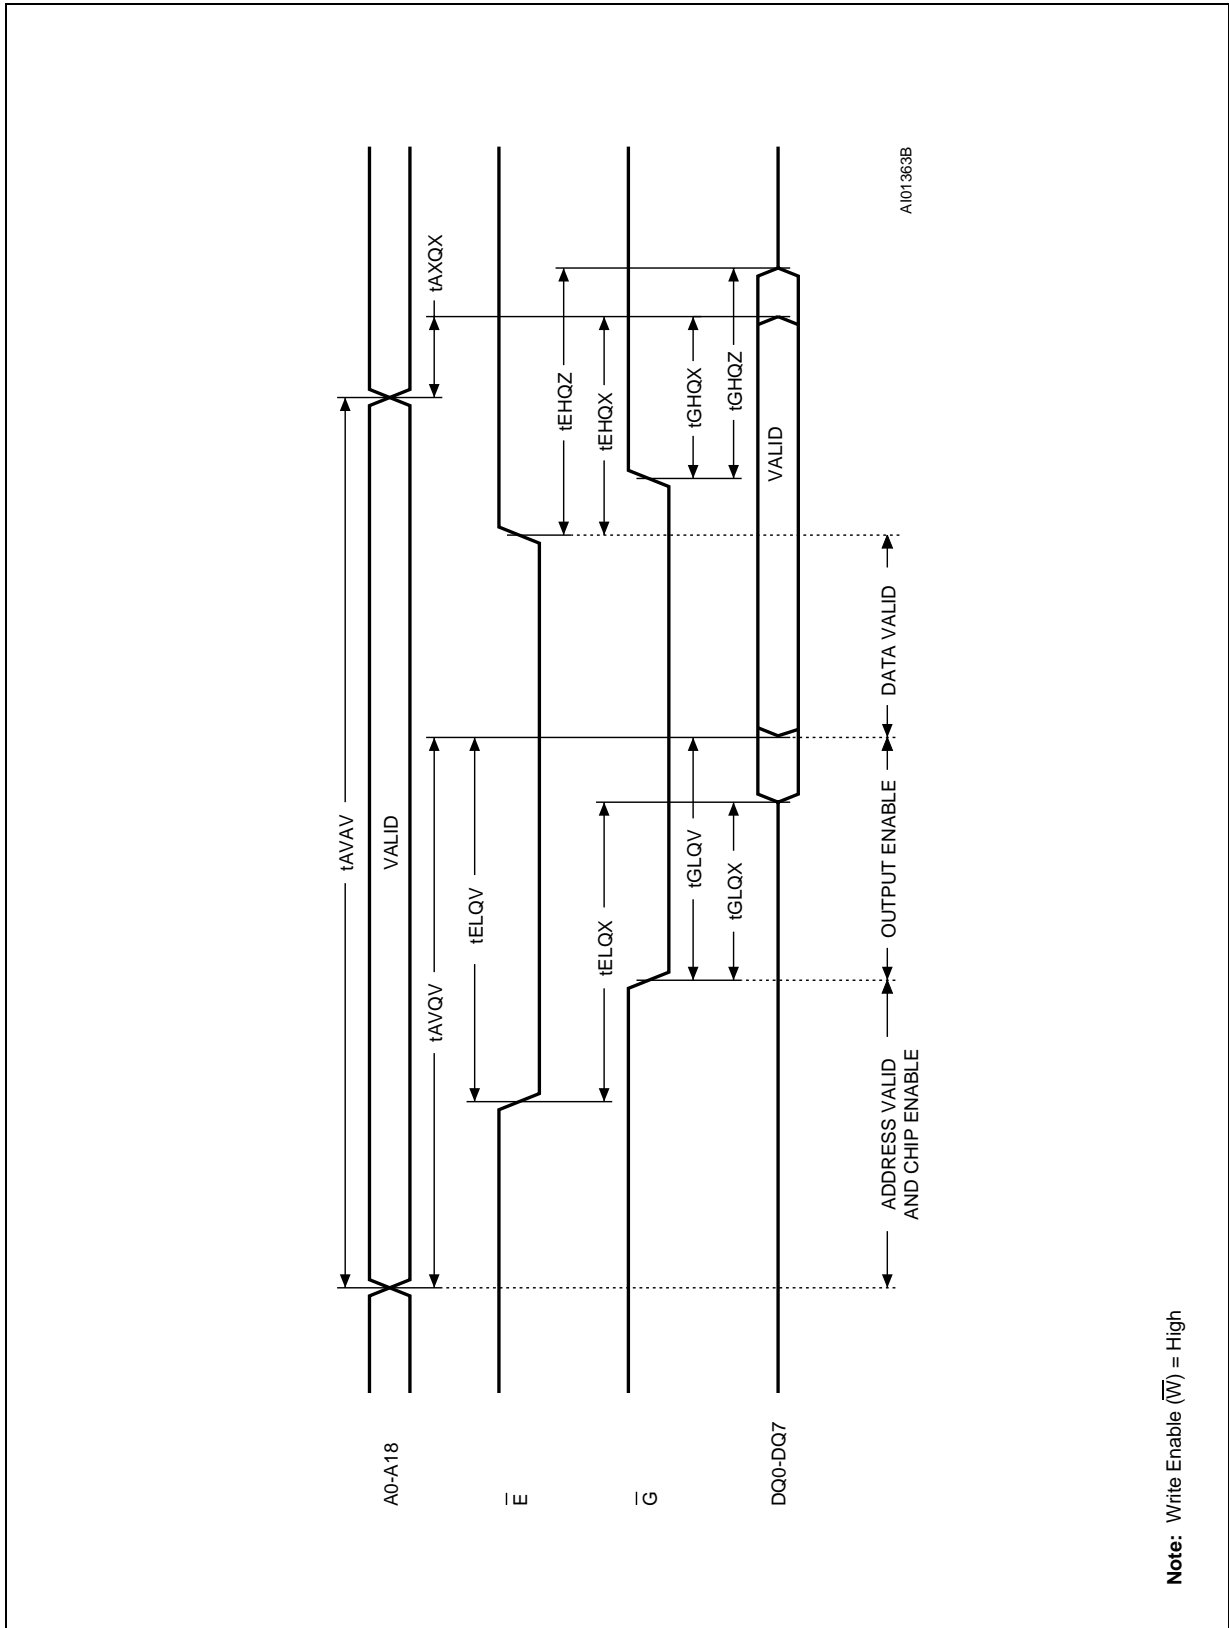 tAVAV
A0-A18
VALID
tAVQV
tAXQX
tELQV
E
tEHQZ
tELQX
tEHQX
G
tGLQV
tGHQX
tGLQX
tGHQZ
DQ0-DQ7
VALID
ADDRESS VALID
AND CHIP ENABLE
OUTPUT ENABLE
DATA VALID
AI01363B
Note: Write Enable (W̅) = High